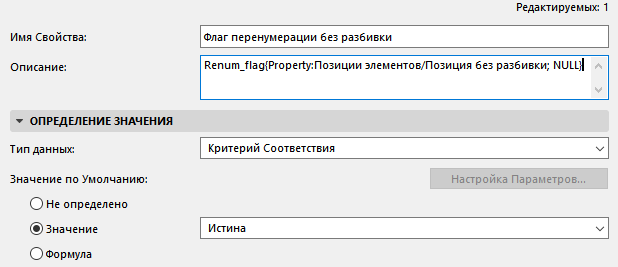 Редактируемых: 1
Имя Свойства: Флаг перенумерации без разбивки
Описание: Renum_flag{Property:Позиции элементов/Позиция без разбивки; NULL}
ОПРЕДЕЛЕНИЕ ЗНАЧЕНИЯ
Тип данных: Критерий Соответствия
Значение по Умолчанию: Настройка Параметров...
Не определено
Значение Истина
Формула